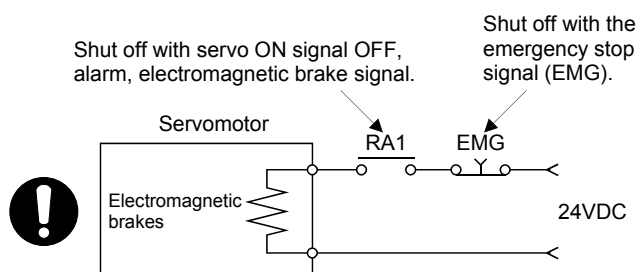 Shut off with servo ON signal OFF,
alarm, electromagnetic brake signal.
Shut off with the
emergency stop
signal (EMG).
Servomotor
RA1
EMG
Electromagnetic
brakes
24VDC